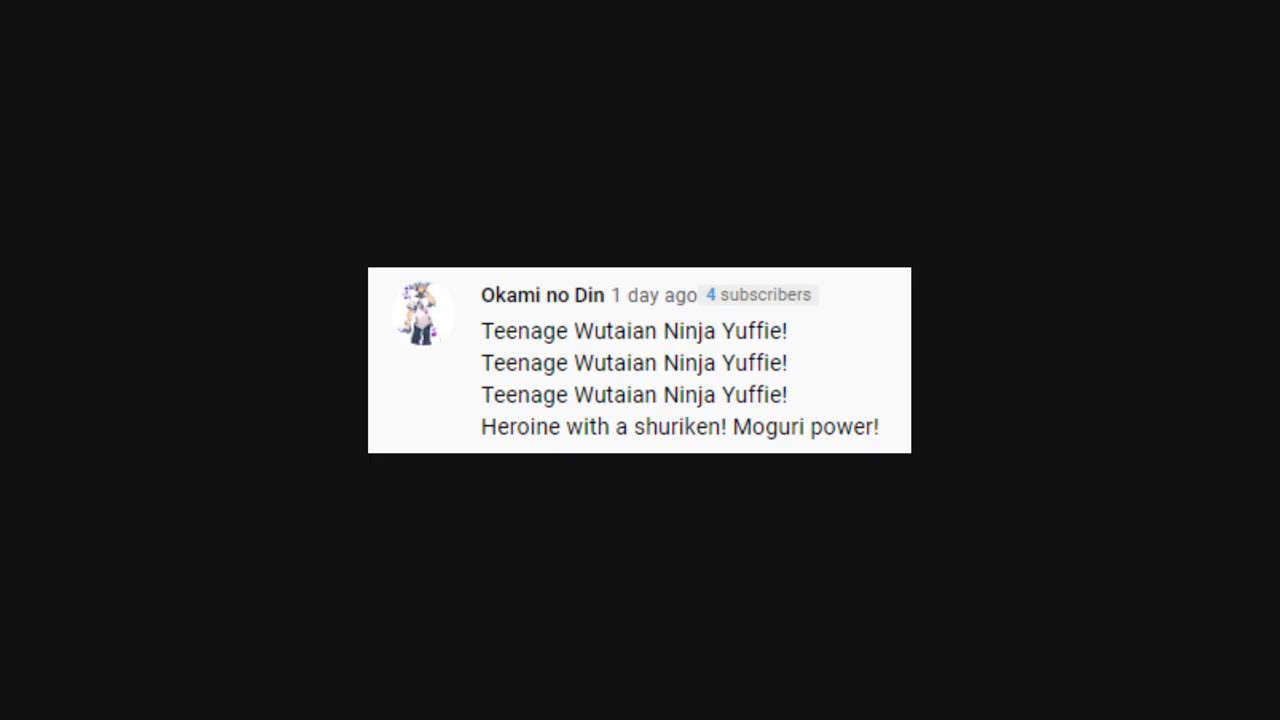 Okami no Din 1 day ago 4 subscribers
Teenage Wutaian Ninja Yuffie!
Teenage Wutaian Ninja Yuffie!
Teenage Wutaian Ninja Yuffie!
Heroine with a shuriken! Moguri power!